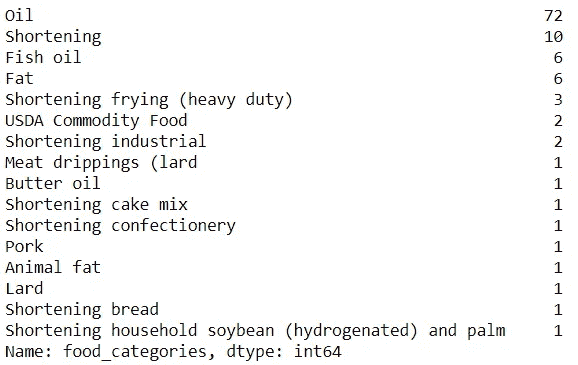 Oil 72
Shortening 10
Fish oil 6
Fat 6
Shortening frying (heavy duty) 3
USDA Commodity Food 2
Shortening industrial 2
Meat drippings (lard 1
Butter oil 1
Shortening cake mix 1
Shortening confectionery 1
Pork 1
Animal fat 1
Lard 1
Shortening bread 1
Shortening household soybean (hydrogenated) and palm 1
Name: food_categories, dtype: int64